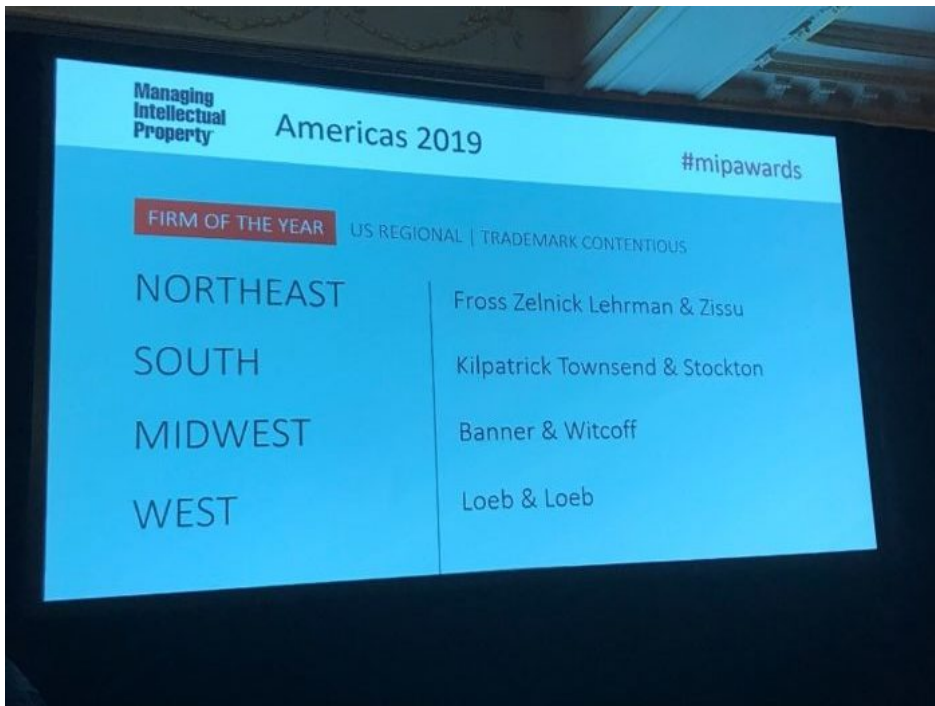 Managing
Intellectual
Property
Americas 2019
#mipawards
FIRM OF THE YEAR US REGIONAL | TRADEMARK CONTENTIOUS
NORTHEAST Fross Zelnick Lehrman & Zissu
SOUTH Kilpatrick Townsend & Stockton
MIDWEST Banner & Witcoff
WEST Loeb & Loeb